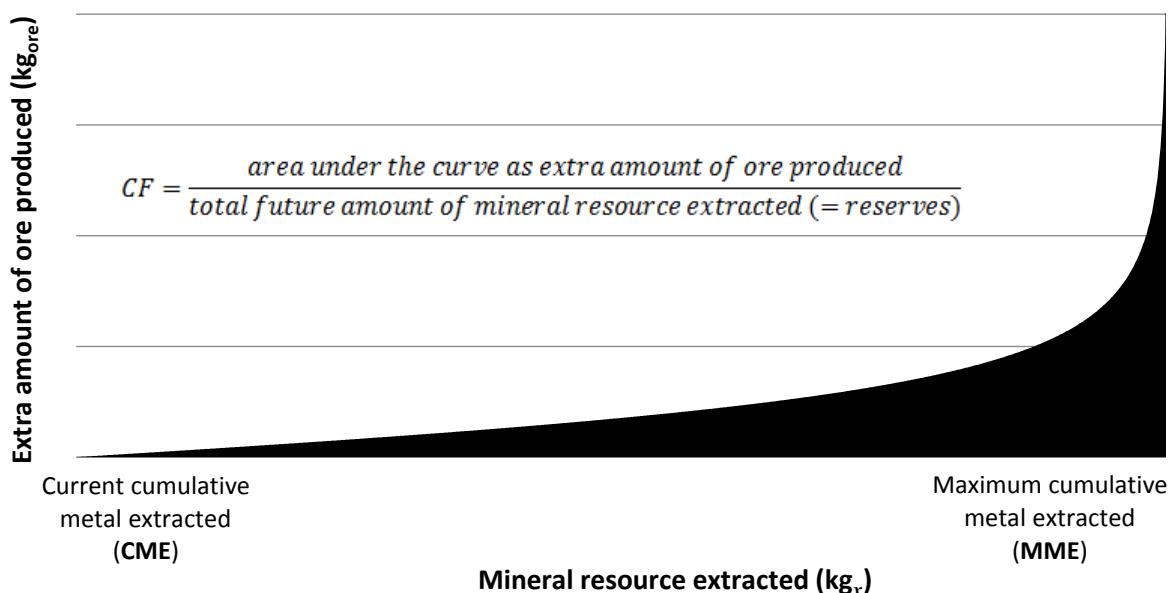 Extra amount of ore produced (kgore)
CF = area under the curve as extra amount of ore produced
total future amount of mineral resource extracted (= reserves)
Current cumulative
metal extracted
(CME)
Maximum cumulative
metal extracted
(MME)
Mineral resource extracted (kgx)